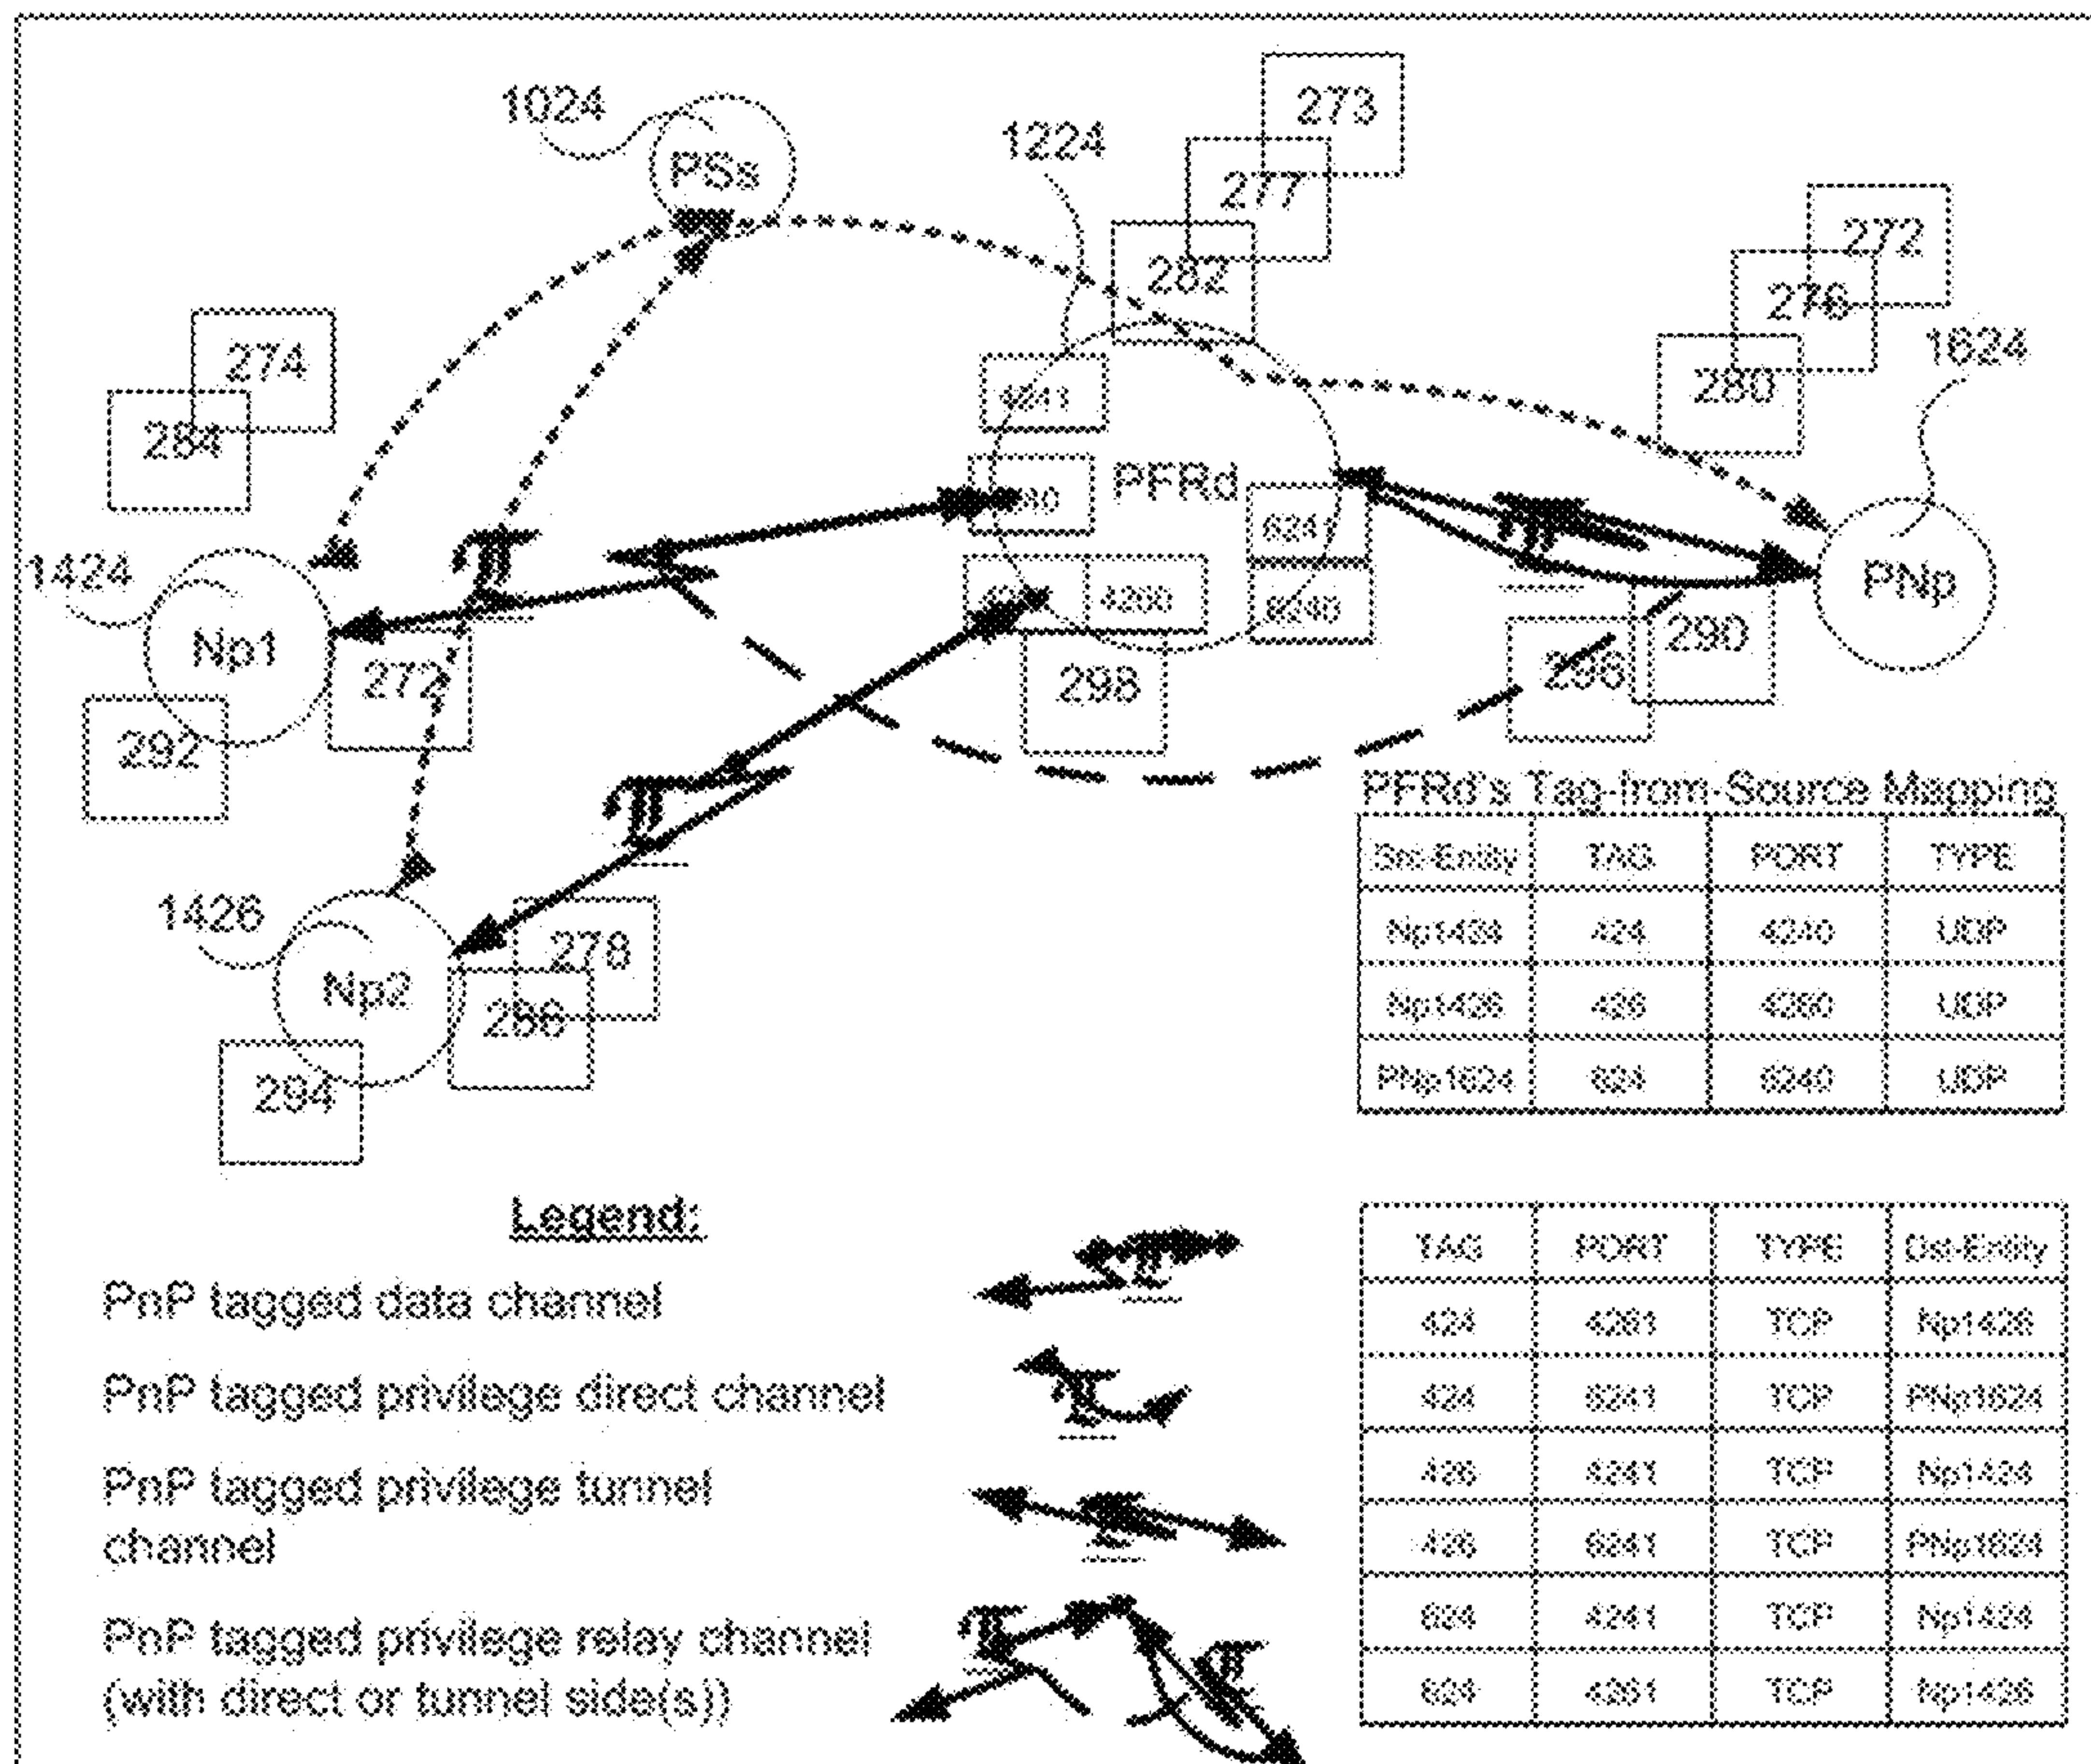 1024
PSs
1224
273
277
282
272
276
280
1624
274
284
4241
PFRd
6241
6240
4260
1424
Np1
272
292
PNp
290
296
298
1426
Np2
278
286
294
PFRd's Tag-from-Source Mapping
TAG PORT TYPE
Np1424 424 4240 UDP
Np1426 426 4260 UDP
PNp1624 624 6240 UDP
Legend:
PnP tagged data channel
PnP tagged privilege direct channel
PnP tagged privilege tunnel
channel
PnP tagged privilege relay channel
(with direct or tunnel side(s))
TAG PORT TYPE Dst-Entity
424 4261 TCP Np1426
424 6241 TCP PNp1624
426 4241 TCP Np1424
426 6241 TCP PNp1624
624 4241 TCP Np1424
624 4261 TCP Np1426